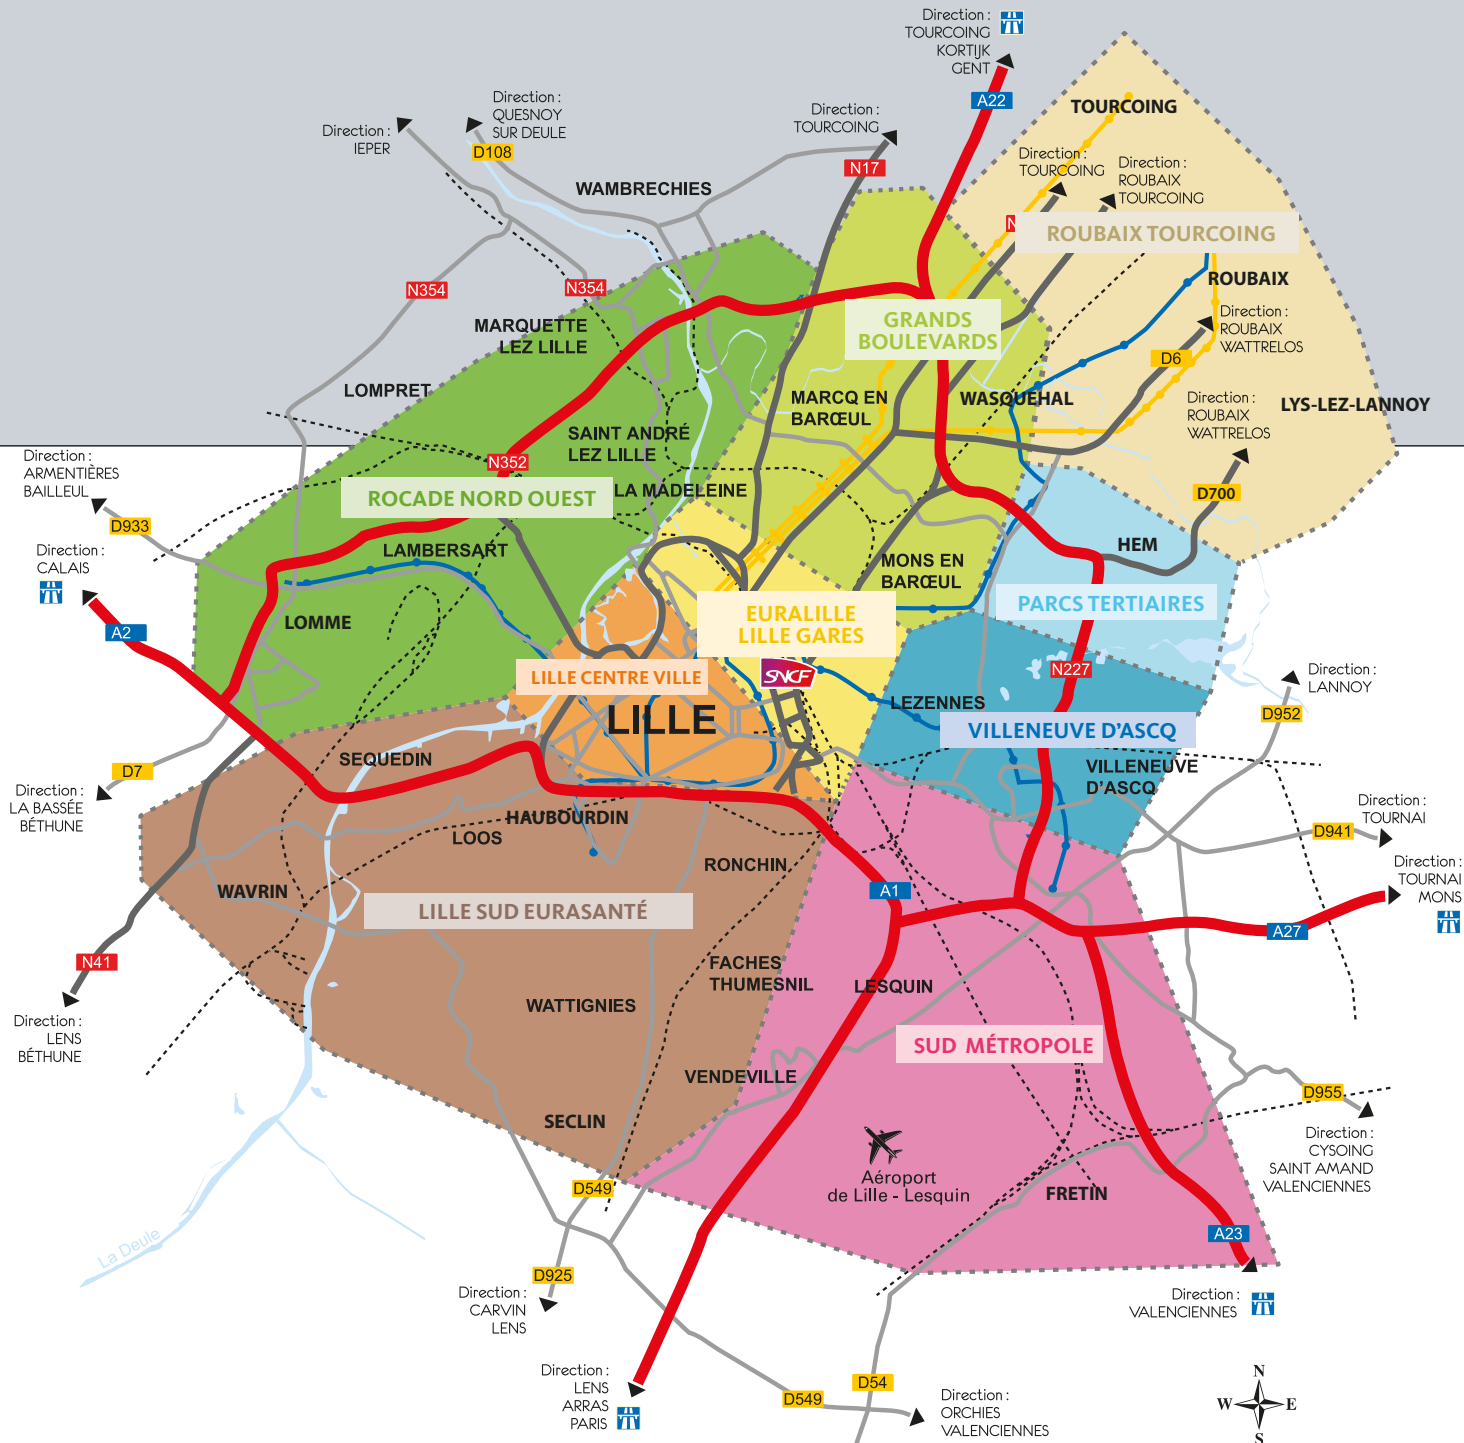 Direction :
TOURCOING
KORTIJK
GENT
A22
Direction :
QUESNOY
SUR DEULE
D108
Direction :
IEPER
Direction :
TOURCOING
N17
TOURCOING
Direction :
TOURCOING
Direction :
ROUBAIX
TOURCOING
WAMBRECHIES
N
ROUBAIX TOURCOING
ROUBAIX
N354
N354
MARQUETTE
LEZ LILLE
GRANDS
BOULEVARDS
Direction :
ROUBAIX
WATTRELOS
D6
LOMPRET
MARCQ EN
BARŒUL
WASQUEHAL
Direction :
ROUBAIX
WATTRELOS
LYS-LEZ-LANNOY
SAINT ANDRÉ
LEZ LILLE
N352
Direction :
ARMENTIÈRES
BAILLEUL
D933
ROCADE NORD OUEST
LA MADELEINE
D700
Direction :
CALAIS
LAMBERSART
HEM
MONS EN
BARŒUL
A2
LOMME
EURALILLE
LILLE GARES
PARCS TERTIAIRES
LILLE CENTRE VILLE
SNCF
N227
Direction :
LANNOY
D952
LEZENNES
LILLE
VILLENEUVE D'ASCQ
SEQUEDIN
VILLENEUVE
D'ASCQ
D7
Direction :
LA BASSÉE
BÉTHUNE
HAUBOURDIN
LOOS
Direction :
TOURNAI
D941
RONCHIN
Direction :
TOURNAI
MONS
WAVRIN
A1
LILLE SUD EURASANTÉ
A27
N41
FACHES
THUMESNIL
LESQUIN
WATTIGNIES
Direction :
LENS
BÉTHUNE
SUD MÉTROPOLE
VENDEVILLE
SECLIN
D955
Direction :
CYSOING
SAINT AMAND
VALENCIENNES
Aéroport
de Lille - Lesquin
FRETIN
D549
La Deule
A23
D925
Direction :
CARVIN
LENS
Direction :
VALENCIENNES
Direction :
LENS
ARRAS
PARIS
D54
D549
Direction :
ORCHIES
VALENCIENNES
N
W
E
S